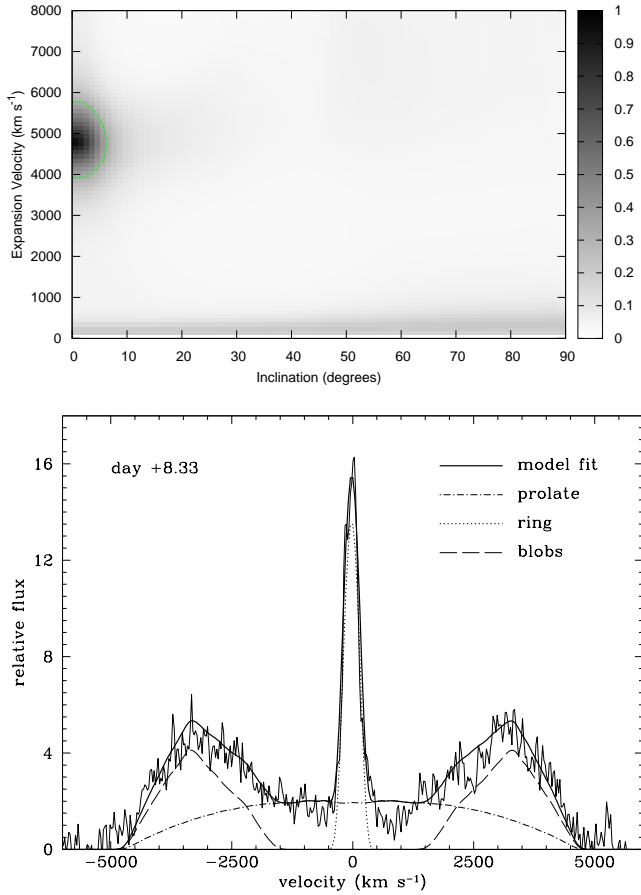 8000
7000
6000
5000
4000
3000
2000
1000
0
Expansion Velocity (km s⁻¹)
0 10 20 30 40 50 60 70 80 90
Inclination (degrees)
1
0.9
0.8
0.7
0.6
0.5
0.4
0.3
0.2
0.1
0
day +8.33
model fit
prolate
ring
blobs
16
12
8
4
0
relative flux
−5000 −2500 0 2500 5000
velocity (km s⁻¹)